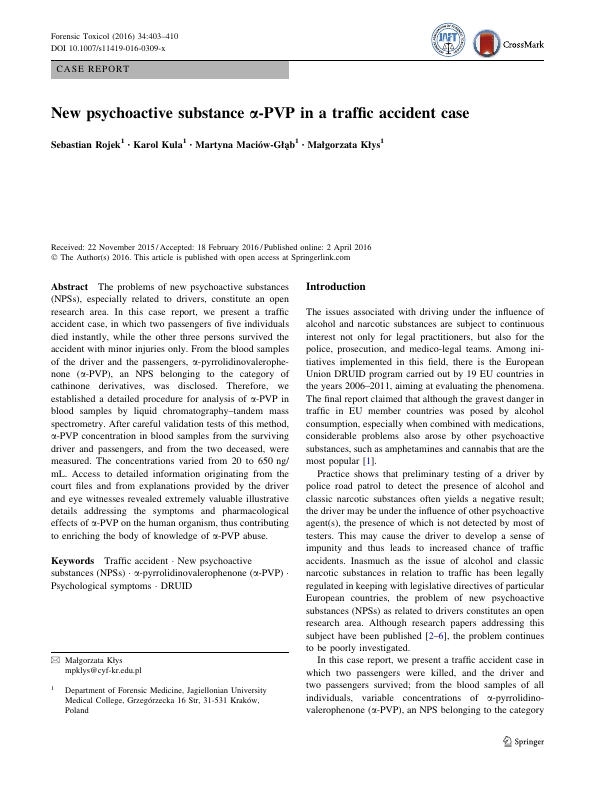 Forensic Toxicol (2016) 34:403–410
DOI 10.1007/s11419-016-0309-x
IAFT
CrossMark
CASE REPORT
New psychoactive substance α-PVP in a traffic accident case
Sebastian Rojek1 · Karol Kula1 · Martyna Maciów-Głąb1 · Małgorzata Kłys1
Received: 22 November 2015 / Accepted: 18 February 2016 / Published online: 2 April 2016
© The Author(s) 2016. This article is published with open access at Springerlink.com
Abstract The problems of new psychoactive substances
(NPSs), especially related to drivers, constitute an open
research area. In this case report, we present a traffic
accident case, in which two passengers of five individuals
died instantly, while the other three persons survived the
accident with minor injuries only. From the blood samples
of the driver and the passengers, α-pyrrolidinovalerophe-
none (α-PVP), an NPS belonging to the category of
cathinone derivatives, was disclosed. Therefore, we
established a detailed procedure for analysis of α-PVP in
blood samples by liquid chromatography–tandem mass
spectrometry. After careful validation tests of this method,
α-PVP concentration in blood samples from the surviving
driver and passengers, and from the two deceased, were
measured. The concentrations varied from 20 to 650 ng/
mL. Access to detailed information originating from the
court files and from explanations provided by the driver
and eye witnesses revealed extremely valuable illustrative
details addressing the symptoms and pharmacological
effects of α-PVP on the human organism, thus contributing
to enriching the body of knowledge of α-PVP abuse.
Keywords Traffic accident · New psychoactive
substances (NPSs) · α-pyrrolidinovalerophenone (α-PVP) ·
Psychological symptoms · DRUID
✉ Małgorzata Kłys
mpklys@cyf-kr.edu.pl
1 Department of Forensic Medicine, Jagiellonian University
Medical College, Grzegórzecka 16 Str, 31-531 Kraków,
Poland
Introduction
The issues associated with driving under the influence of
alcohol and narcotic substances are subject to continuous
interest not only for legal practitioners, but also for the
police, prosecution, and medico-legal teams. Among ini-
tiatives implemented in this field, there is the European
Union DRUID program carried out by 19 EU countries in
the years 2006–2011, aiming at evaluating the phenomena.
The final report claimed that although the gravest danger in
traffic in EU member countries was posed by alcohol
consumption, especially when combined with medications,
considerable problems also arose by other psychoactive
substances, such as amphetamines and cannabis that are the
most popular [1].
Practice shows that preliminary testing of a driver by
police road patrol to detect the presence of alcohol and
classic narcotic substances often yields a negative result;
the driver may be under the influence of other psychoactive
agent(s), the presence of which is not detected by most of
testers. This may cause the driver to develop a sense of
impunity and thus leads to increased chance of traffic
accidents. Inasmuch as the issue of alcohol and classic
narcotic substances in relation to traffic has been legally
regulated in keeping with legislative directives of particular
European countries, the problem of new psychoactive
substances (NPSs) as related to drivers constitutes an open
research area. Although research papers addressing this
subject have been published [2–6], the problem continues
to be poorly investigated.
In this case report, we present a traffic accident case in
which two passengers were killed, and the driver and
two passengers survived; from the blood samples of all
individuals, variable concentrations of α-pyrrolidino-
valerophenone (α-PVP), an NPS belonging to the category
Springer